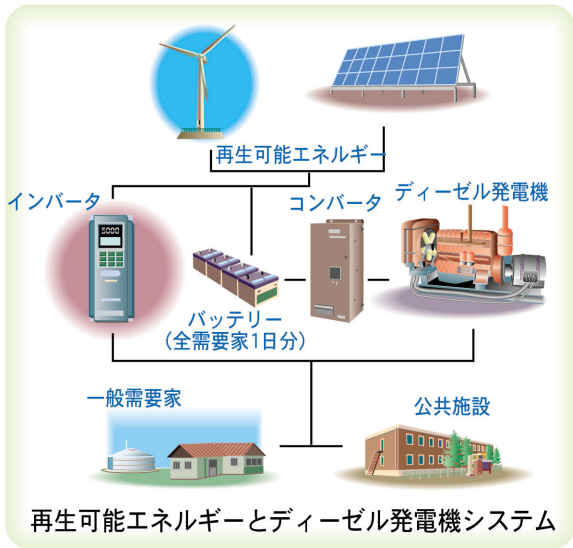 再生可能エネルギー
インバータ
コンバータ
ディーゼル発電機
5000
バッテリー
(全需要家1日分)
一般需要家
公共施設
再生可能エネルギーとディーゼル発電機システム